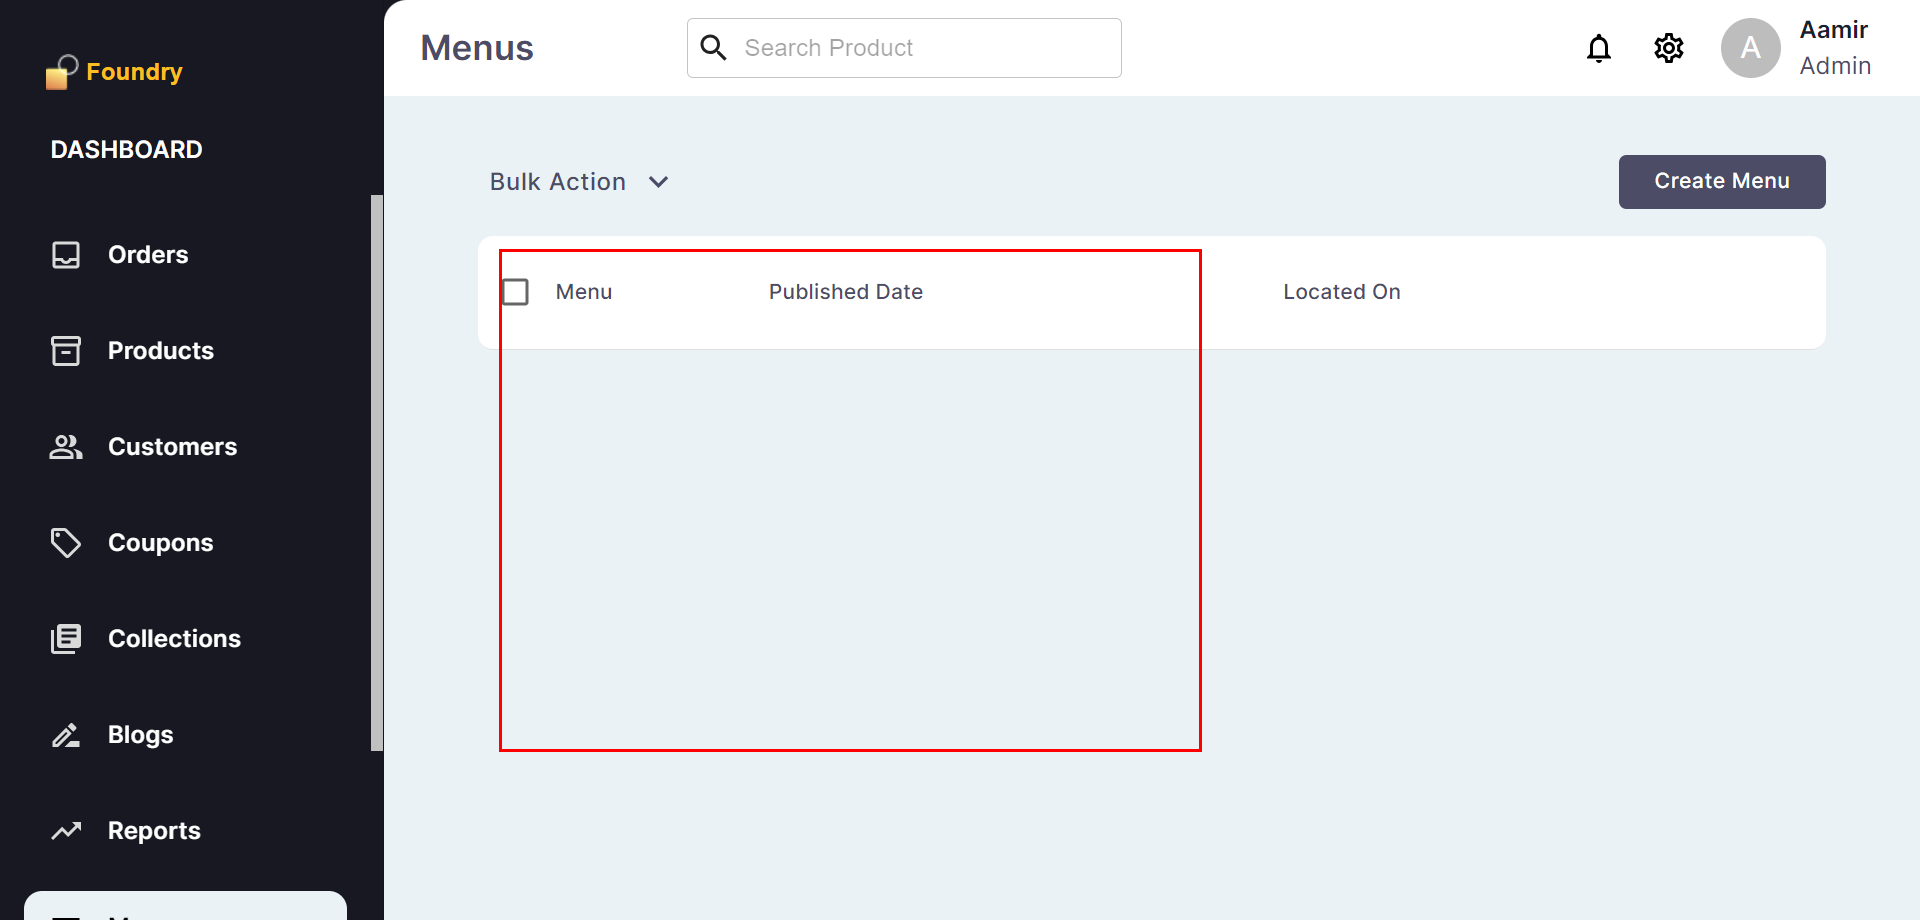 Foundry
DASHBOARD
Orders
Products
Customers
Coupons
Collections
Blogs
Reports
Menus
Search Product
A
Aamir
Admin
Bulk Action
Create Menu
Menu
Published Date
Located On